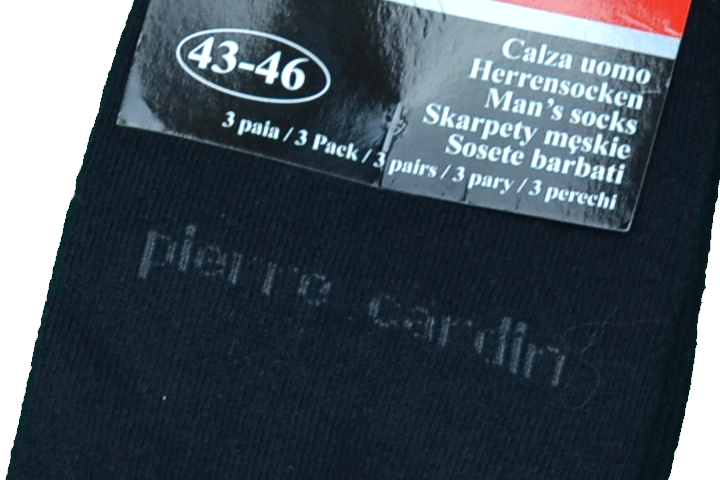 43-46
Calza uomo
Herrensocken
Man's socks
Skarpety męskie
Sosete barbati
3 paia / 3 Pack / 3 pairs / 3 pary / 3 perechi
pierre cardin